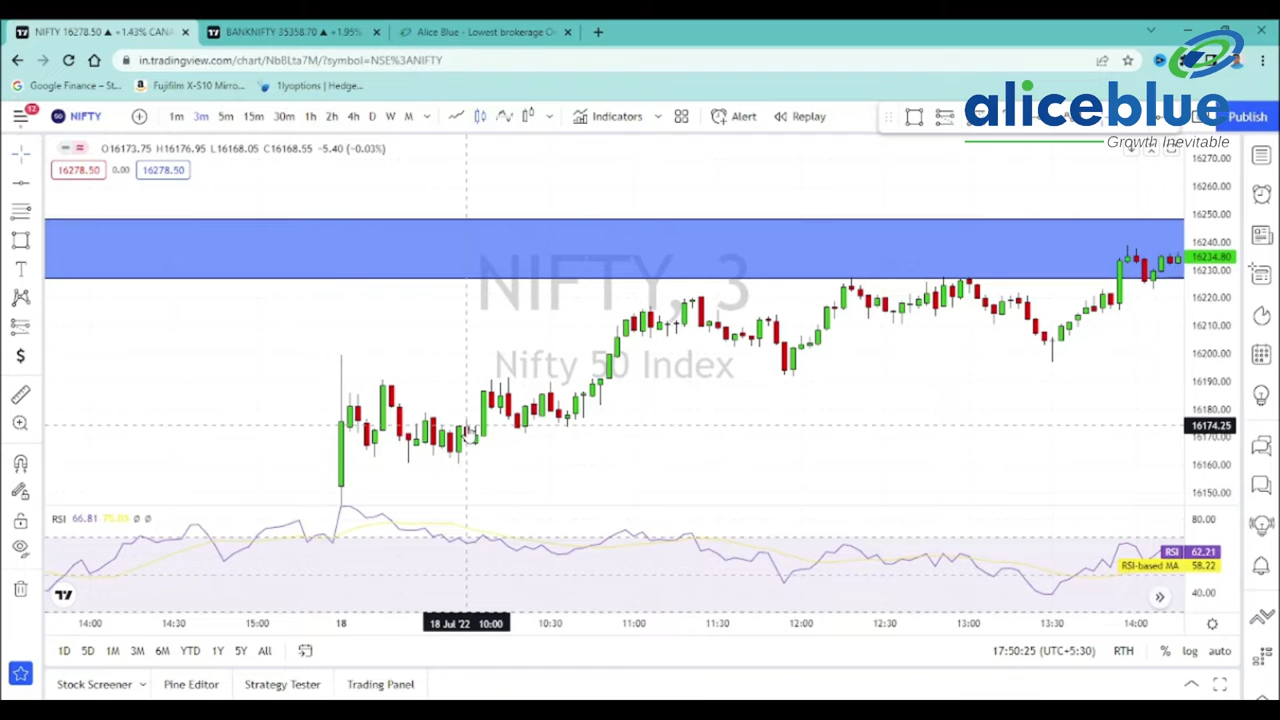 NIFTY 16278.50 ▲ +1.43% CANA
BANKNIFTY 35358.70 ▲ +1.95%
Alice Blue - Lowest brokerage O
in.tradingview.com/chart/NbBLta7M/?symbol=NSE%3ANIFTY
Google Finance – St...
Fujifilm X-S10 Mirro...
1lyoptions | Hedge...
aliceblue
Growth Inevitable
12
NIFTY
1m 3m 5m 15m 30m 1h 2h 4h D W M
Indicators
Alert
Replay
Publish
O16173.75 H16176.95 L16168.05 C16168.55 -5.40 (-0.03%)
16278.50 0.00 16278.50
16270.00
16260.00
16250.00
16240.00
16234.80
16230.00
16220.00
16210.00
16200.00
16190.00
16180.00
16174.25
16170.00
16160.00
16150.00
NIFTY, 3
Nifty 50 Index
RSI 66.81 75.03 Ø Ø
80.00
RSI 62.21
RSI-based MA 58.22
40.00
14:00 14:30 15:00 18 18 Jul '22 10:00 10:30 11:00 11:30 12:00 12:30 13:00 13:30 14:00
1D 5D 1M 3M 6M YTD 1Y 5Y All
17:50:25 (UTC+5:30) RTH % log auto
Stock Screener Pine Editor Strategy Tester Trading Panel